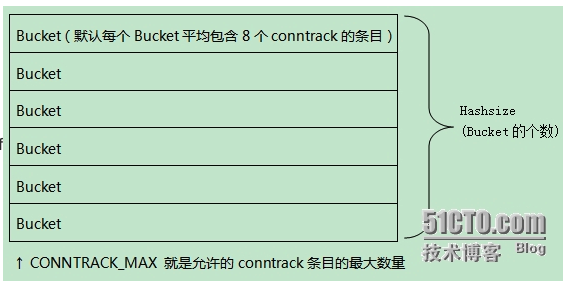 Bucket ( 默认每个 Bucket 平均包含 8 个 conntrack 的条目 )
Bucket
Bucket
Bucket
Bucket
Bucket
Hashsize
(Bucket 的个数)
f
↑ CONNTRACK_MAX 就是允许的 conntrack 条目的最大数量
51CTO.com
技术博客 Blog